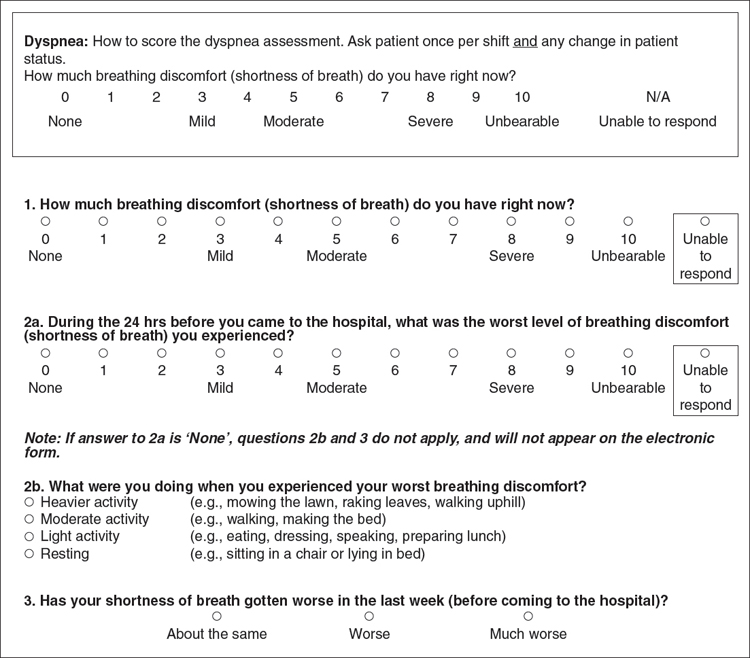 Dyspnea: How to score the dyspnea assessment. Ask patient once per shift and any change in patient
status.
How much breathing discomfort (shortness of breath) do you have right now?
0 1 2 3 4 5 6 7 8 9 10 N/A
None Mild Moderate Severe Unbearable Unable to respond
1. How much breathing discomfort (shortness of breath) do you have right now?
0 1 2 3 4 5 6 7 8 9 10 Unable
None Mild Moderate Severe Unbearable to
respond
2a. During the 24 hrs before you came to the hospital, what was the worst level of breathing discomfort
(shortness of breath) you experienced?
0 1 2 3 4 5 6 7 8 9 10 Unable
None Mild Moderate Severe Unbearable to
respond
Note: If answer to 2a is ‘None’, questions 2b and 3 do not apply, and will not appear on the electronic
form.
2b. What were you doing when you experienced your worst breathing discomfort?
Heavier activity (e.g., mowing the lawn, raking leaves, walking uphill)
Moderate activity (e.g., walking, making the bed)
Light activity (e.g., eating, dressing, speaking, preparing lunch)
Resting (e.g., sitting in a chair or lying in bed)
3. Has your shortness of breath gotten worse in the last week (before coming to the hospital)?
About the same Worse Much worse